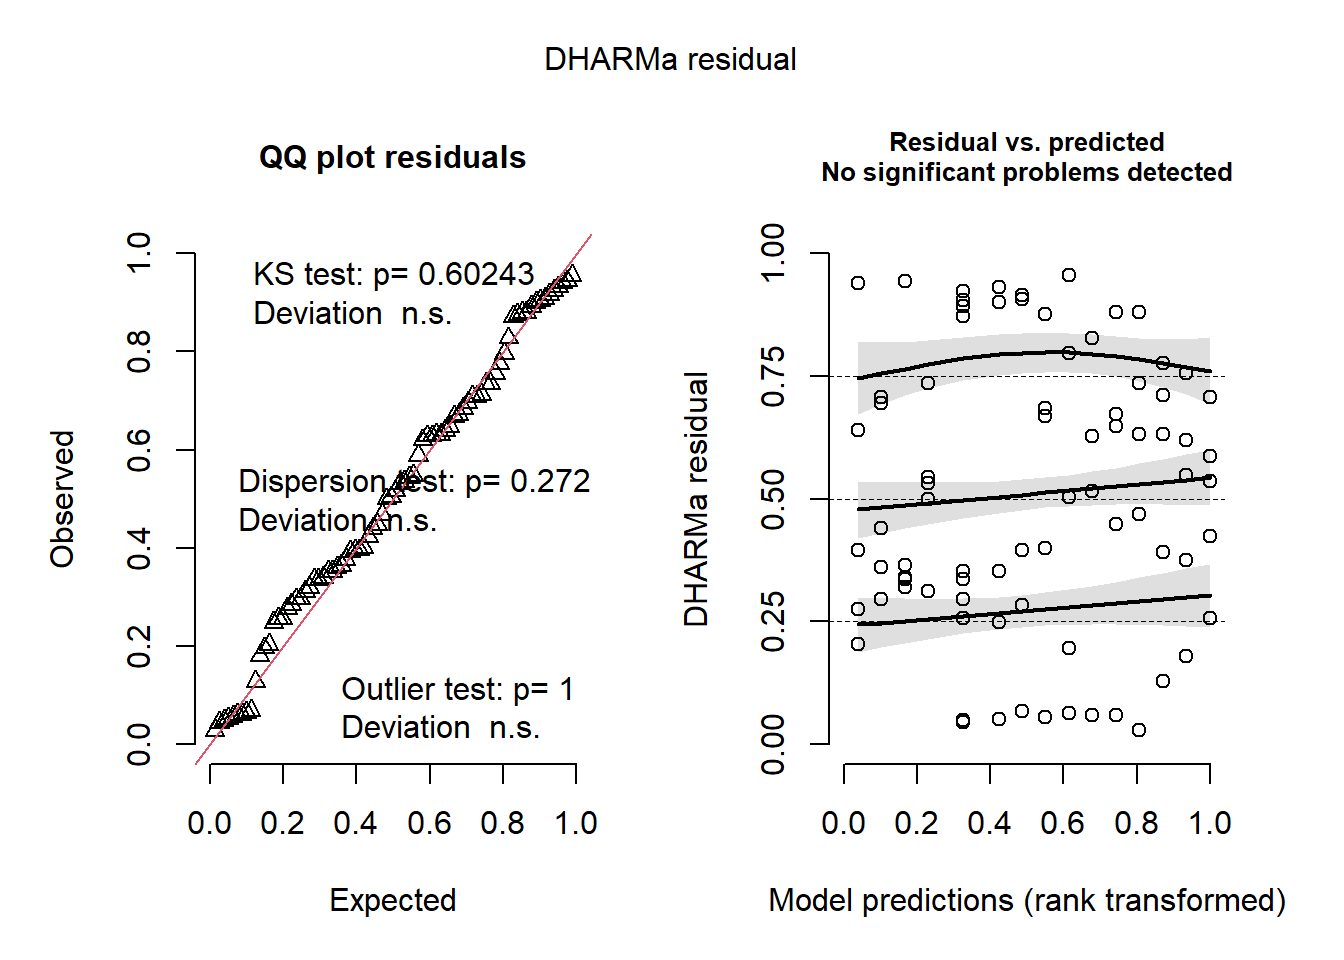 DHARMa residual
QQ plot residuals
KS test: p= 0.60243
Deviation  n.s.
Dispersion test: p= 0.272
Deviation n.s.
Outlier test: p= 1
Deviation  n.s.
Observed
0.0 0.2 0.4 0.6 0.8 1.0
0.0 0.2 0.4 0.6 0.8 1.0
Expected
Residual vs. predicted
No significant problems detected
DHARMa residual
0.00 0.25 0.50 0.75 1.00
0.0 0.2 0.4 0.6 0.8 1.0
Model predictions (rank transformed)